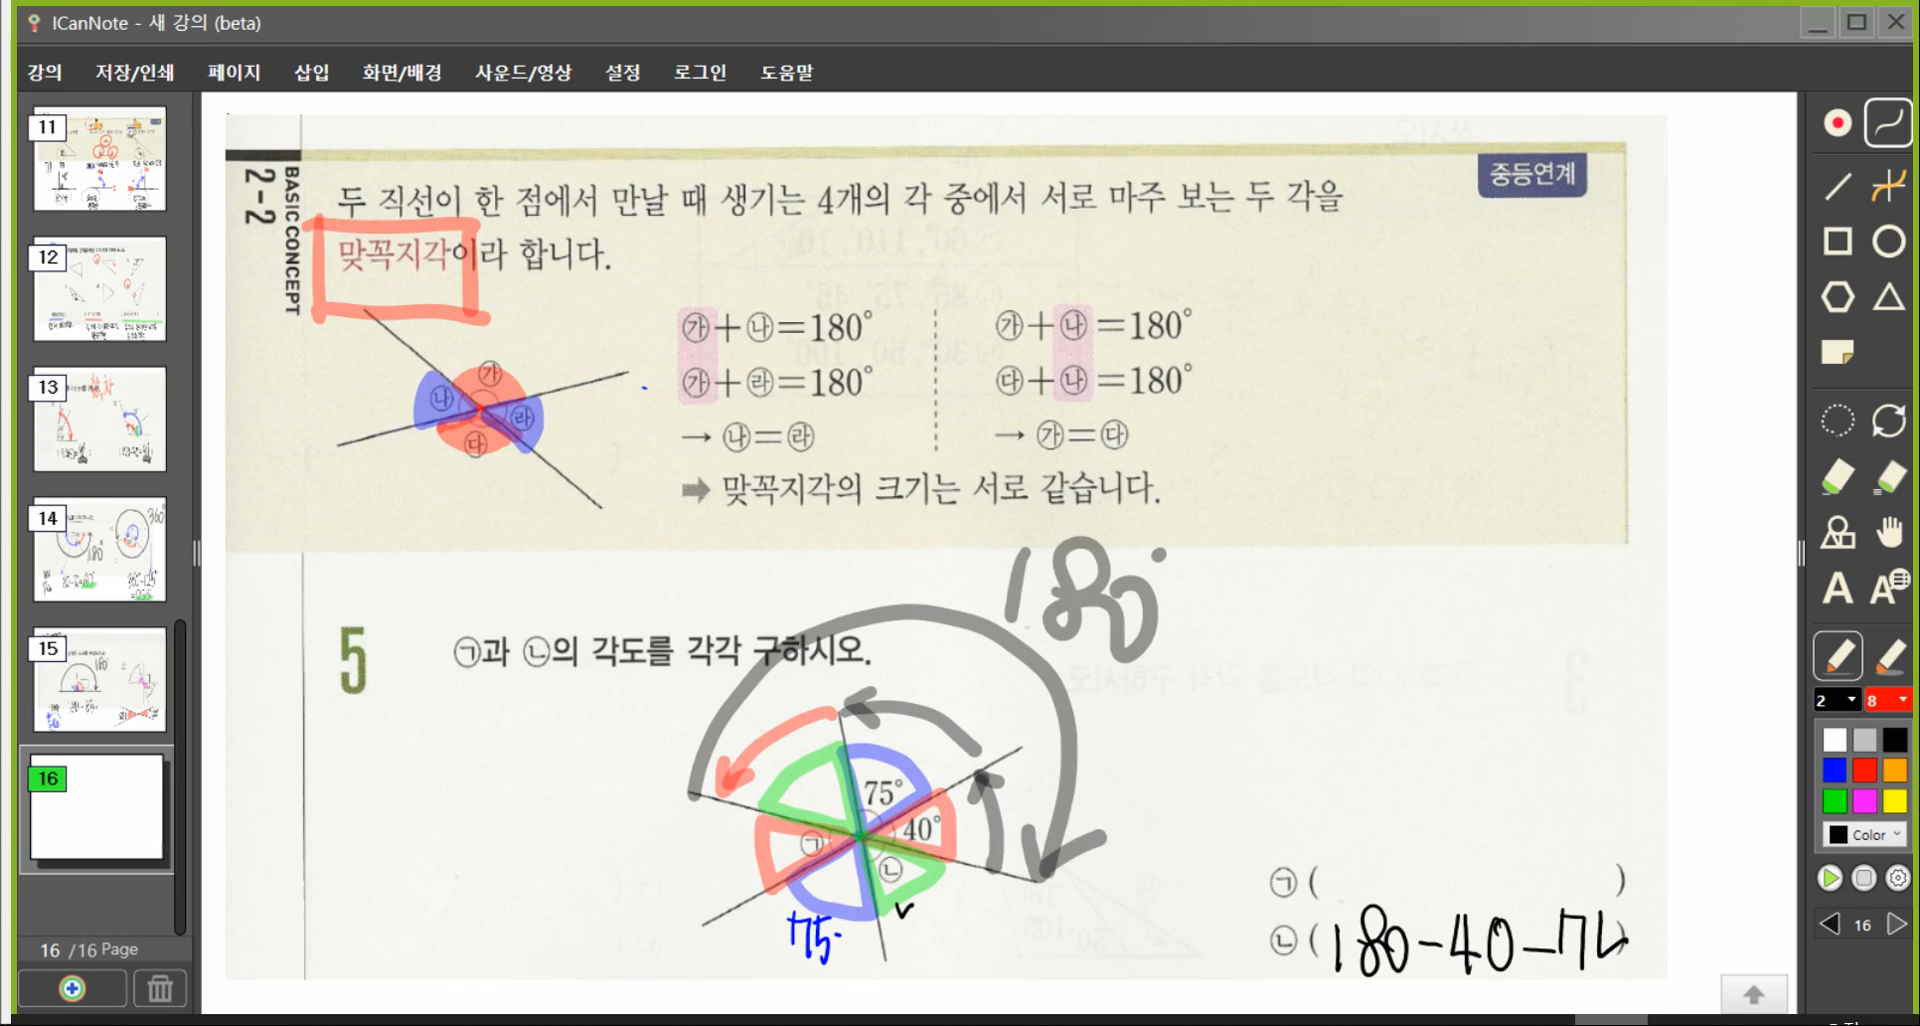 ICanNote - 새 강의 (beta)
강의 저장/인쇄 페이지 삽입 화면/배경 사운드/영상 설정 로그인 도움말
11
12
13
14
360°
180°
15
180°
16
16 /16 Page
2-2
BASIC CONCEPT
중등연계
두 직선이 한 점에서 만날 때 생기는 4개의 각 중에서 서로 마주 보는 두 각을
맞꼭지각이라 합니다.
㉮
㉯ ㉱
㉰
㉮+㉯=180°
㉮+㉱=180°
→ ㉯=㉱
㉮+㉯=180°
㉰+㉯=180°
→ ㉮=㉰
➡ 맞꼭지각의 크기는 서로 같습니다.
180°
5
㉠과 ㉡의 각도를 각각 구하시오.
75°
40°
㉠
㉡
75°
㉠ ( )
㉡ ( 180-40-75 )
2 8
Color
16